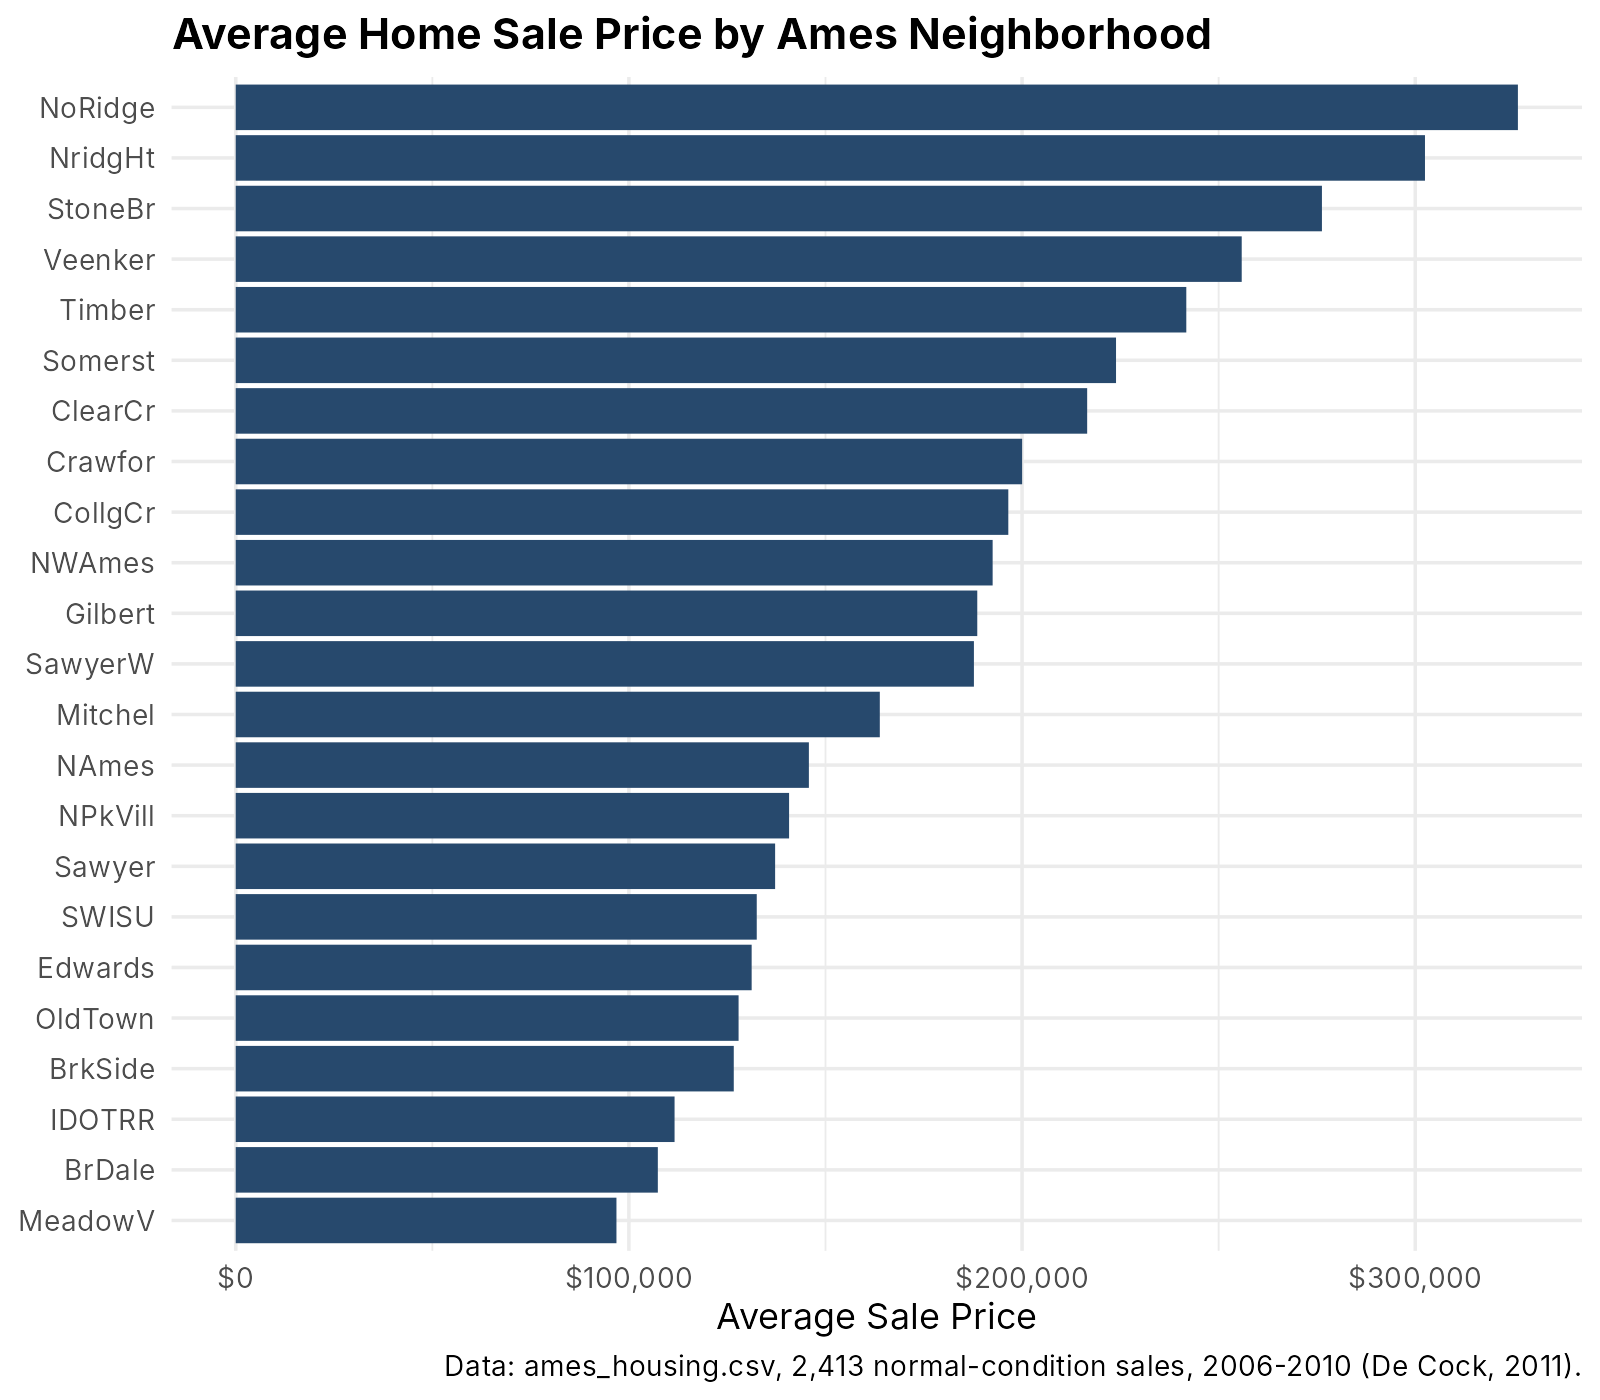 Average Home Sale Price by Ames Neighborhood
NoRidge
NridgHt
StoneBr
Veenker
Timber
Somerst
ClearCr
Crawfor
CollgCr
NWAmes
Gilbert
SawyerW
Mitchel
NAmes
NPkVill
Sawyer
SWISU
Edwards
OldTown
BrkSide
IDOTRR
BrDale
MeadowV
$0 $100,000 $200,000 $300,000
Average Sale Price
Data: ames_housing.csv, 2,413 normal-condition sales, 2006-2010 (De Cock, 2011).